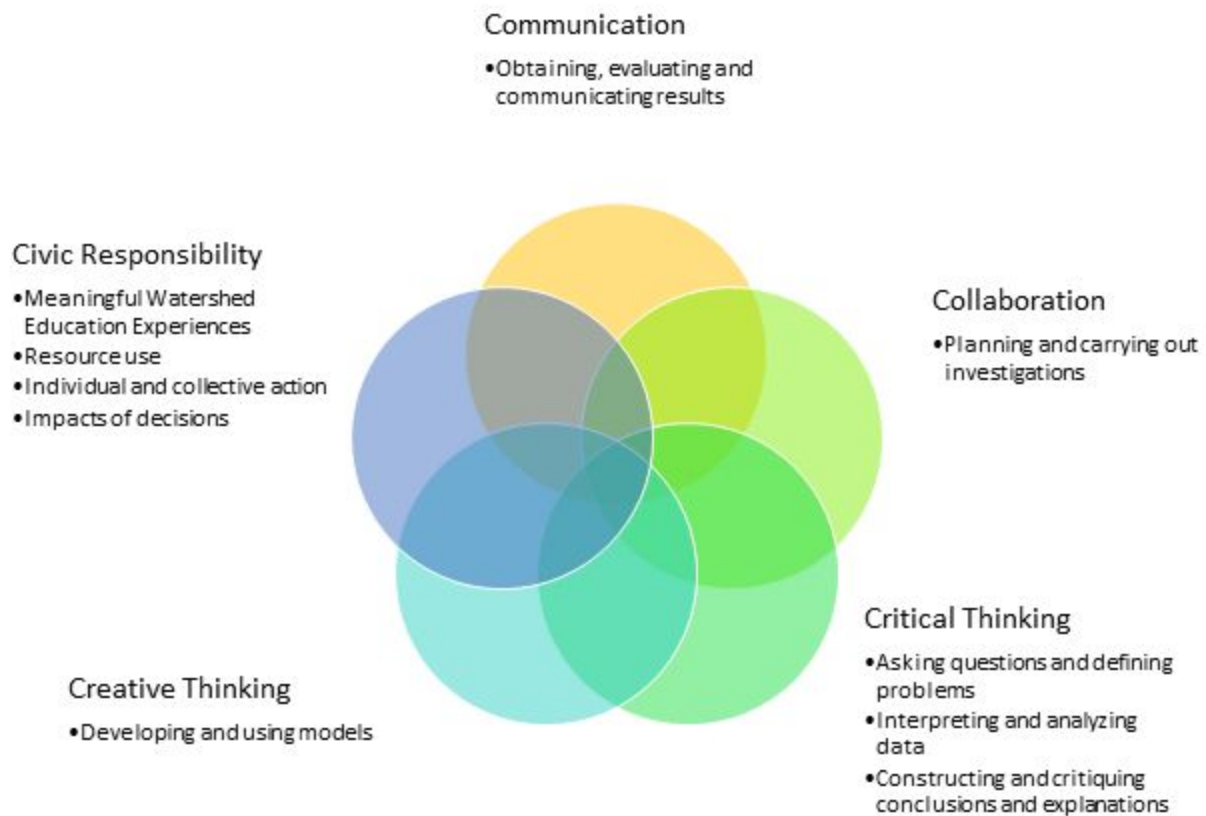 Communication
•Obtaining, evaluating and
communicating results
Civic Responsibility
•Meaningful Watershed
Education Experiences
•Resource use
•Individual and collective action
•Impacts of decisions
Collaboration
•Planning and carrying out
investigations
Critical Thinking
•Asking questions and defining
problems
•Interpreting and analyzing
data
•Constructing and critiquing
conclusions and explanations
Creative Thinking
•Developing and using models